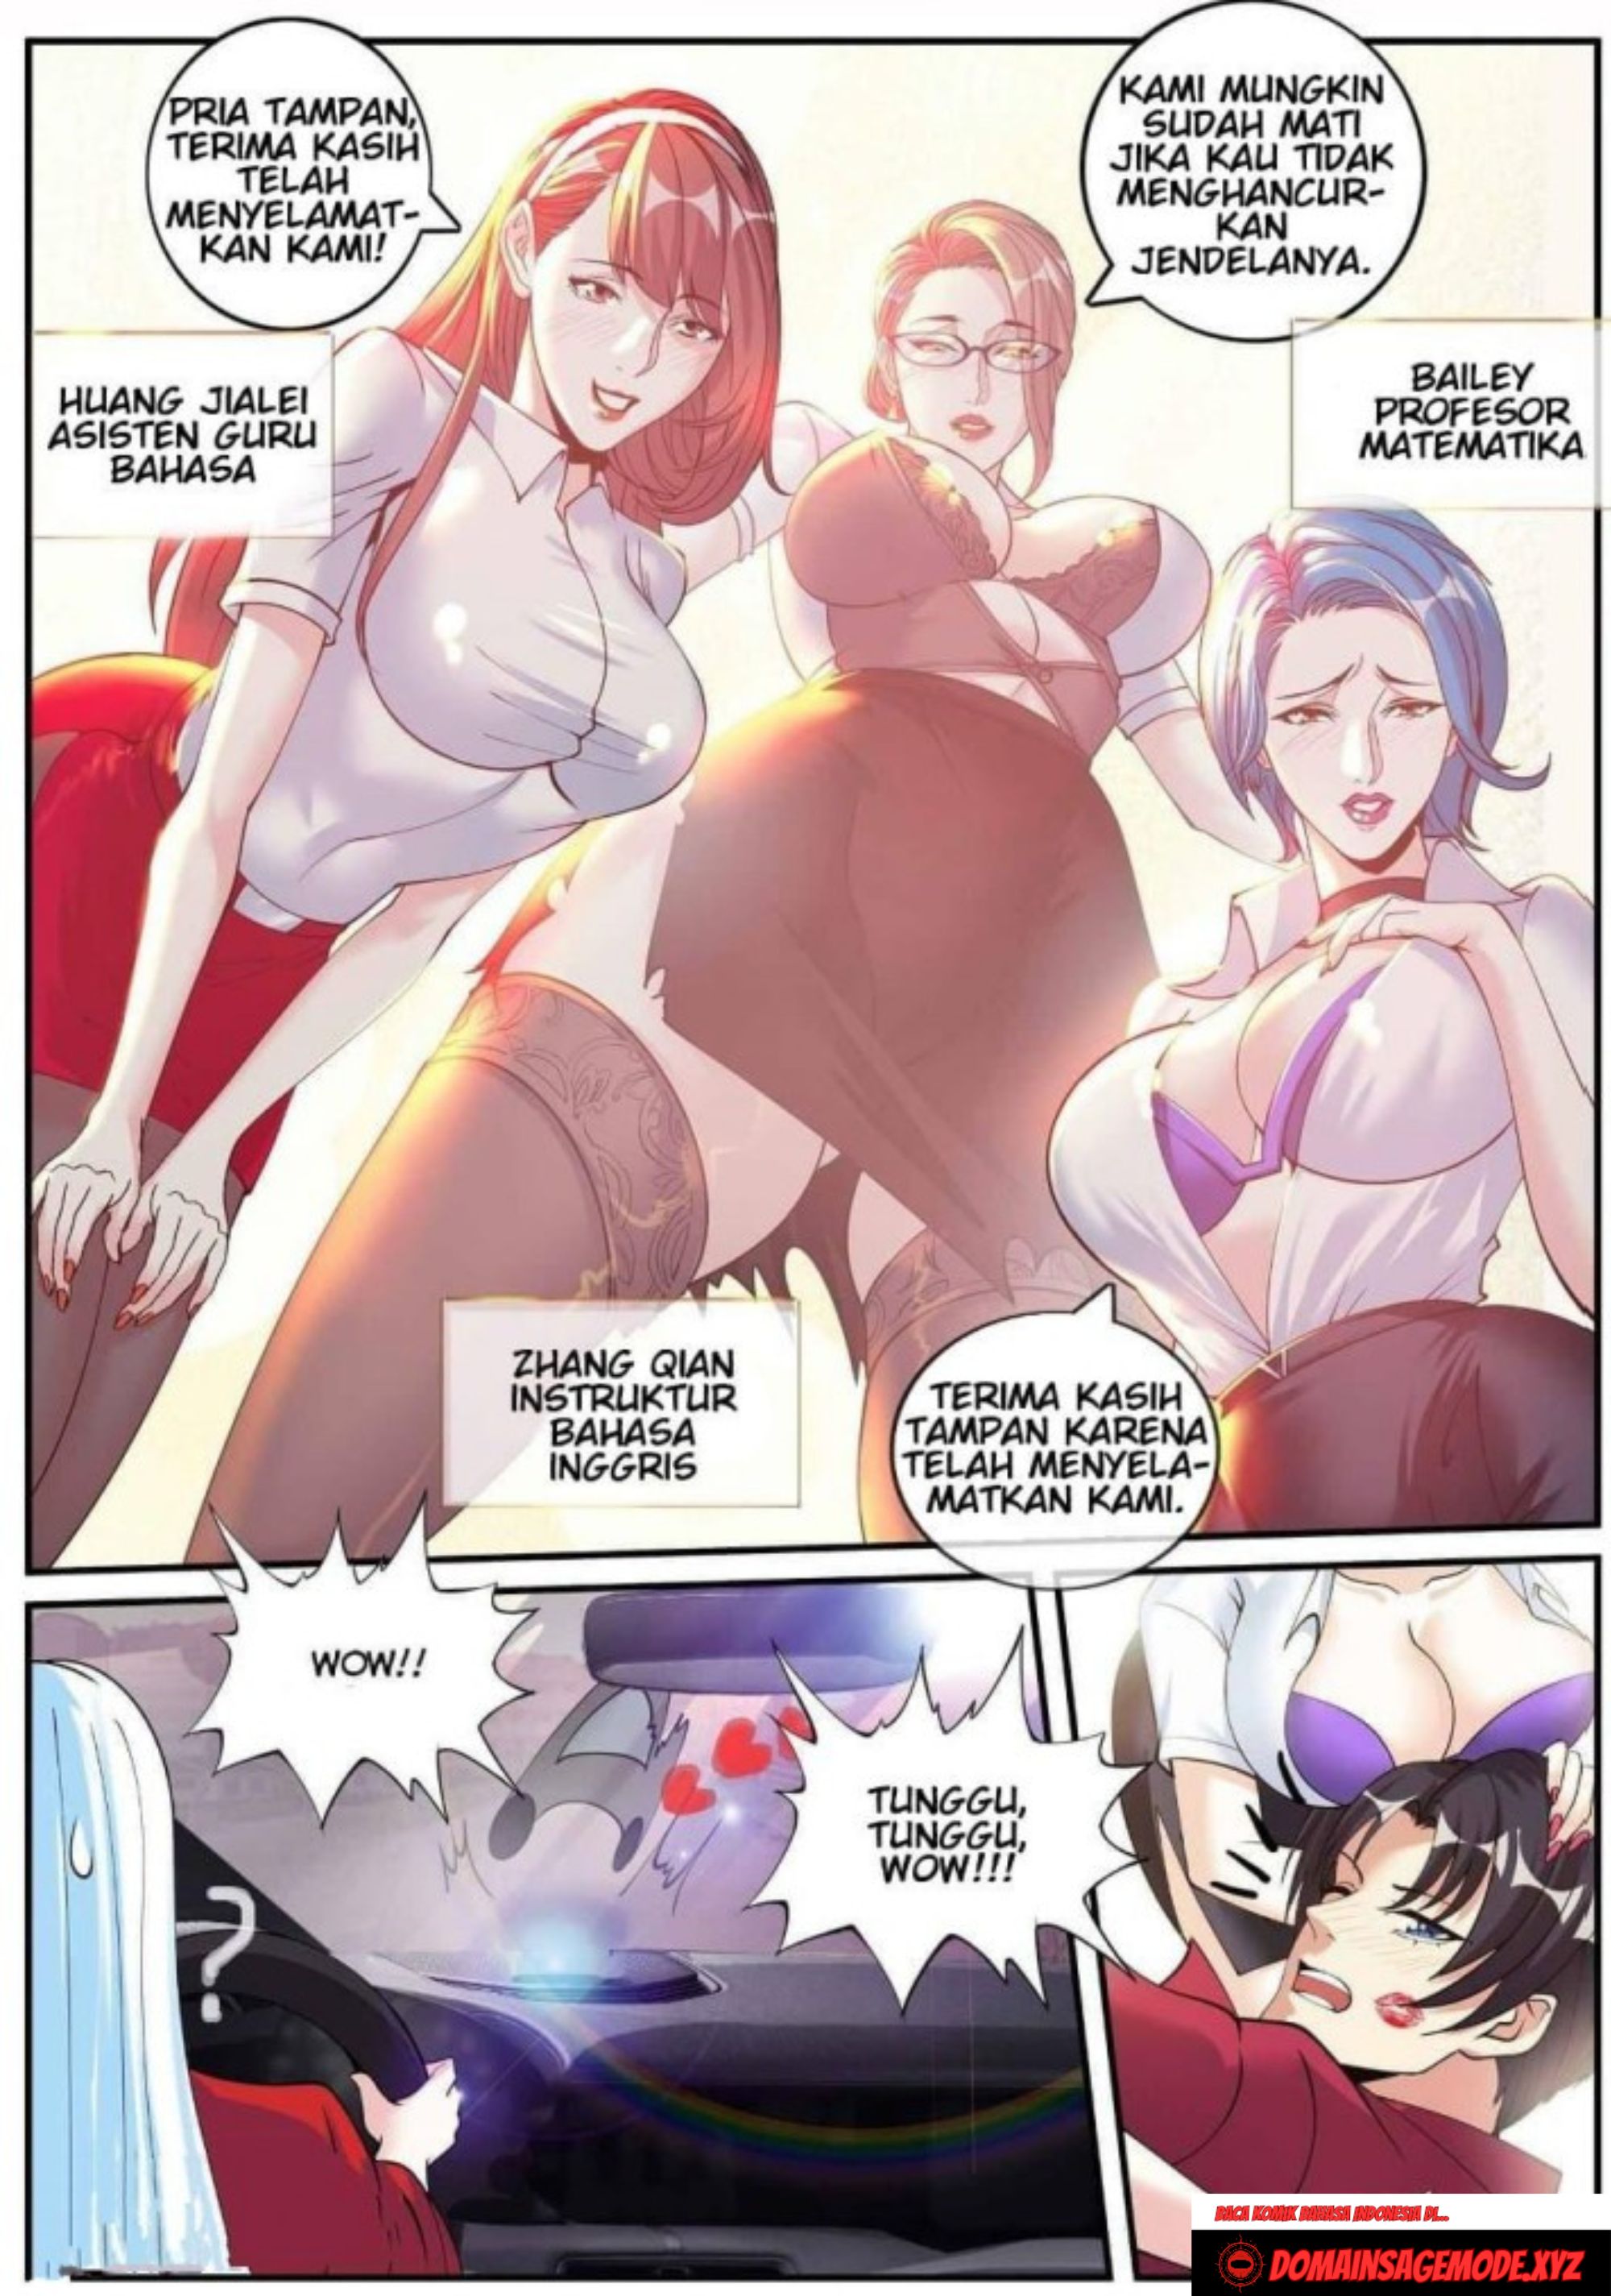 PRIA TAMPAN,
TERIMA KASIH
TELAH
MENYELAMAT-
KAN KAMI!
KAMI MUNGKIN
SUDAH MATI
JIKA KAU TIDAK
MENGHANCUR-
KAN
JENDELANYA.
HUANG JIALEI
ASISTEN GURU
BAHASA
BAILEY
PROFESOR
MATEMATIKA
ZHANG QIAN
INSTRUKTUR
BAHASA
INGGRIS
TERIMA KASIH
TAMPAN KARENA
TELAH MENYELA-
MATKAN KAMI.
WOW!!
TUNGGU,
TUNGGU,
WOW!!!
?
BACA KOMIK BAHASA INDONESIA DI...
DOMAINSAGEMODE.XYZ